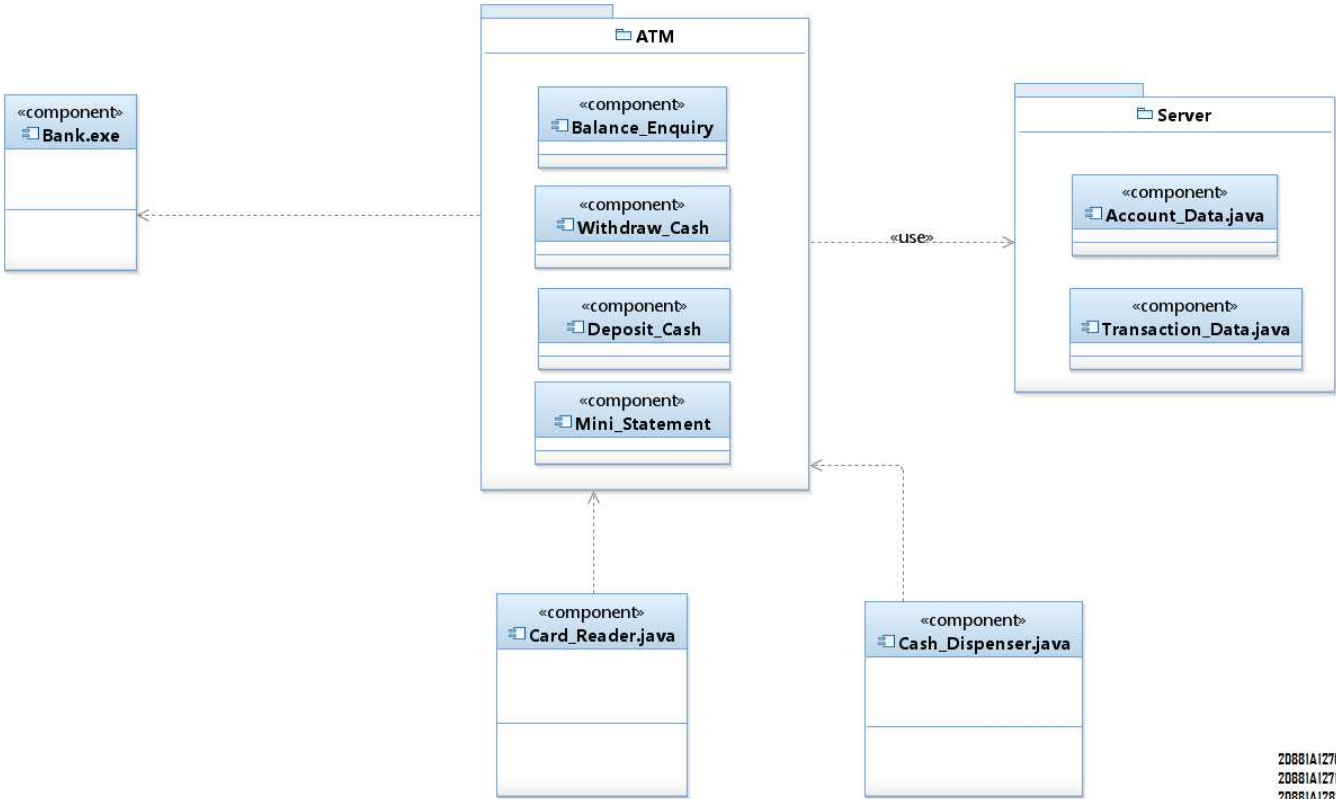 ATM
«component»
Balance_Enquiry
«component»
Withdraw_Cash
«component»
Deposit_Cash
«component»
Mini_Statement
«component»
Bank.exe
«use»
Server
«component»
Account_Data.java
«component»
Transaction_Data.java
«component»
Card_Reader.java
«component»
Cash_Dispenser.java